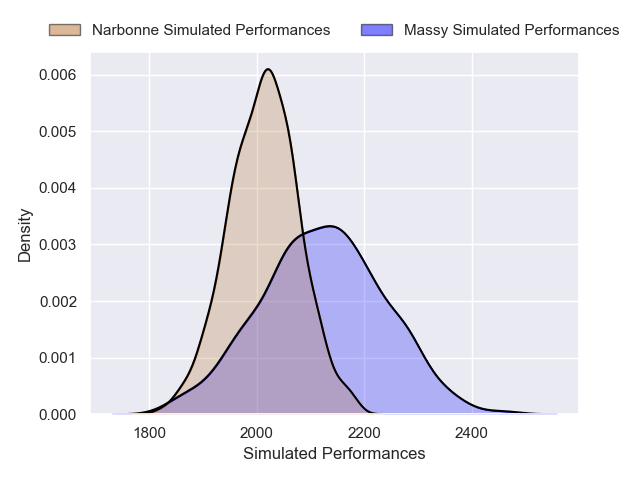 Narbonne Simulated Performances Massy Simulated Performances
0.006
0.005
0.004
0.003
0.002
0.001
0.000
Density
1800 2000 2200 2400
Simulated Performances